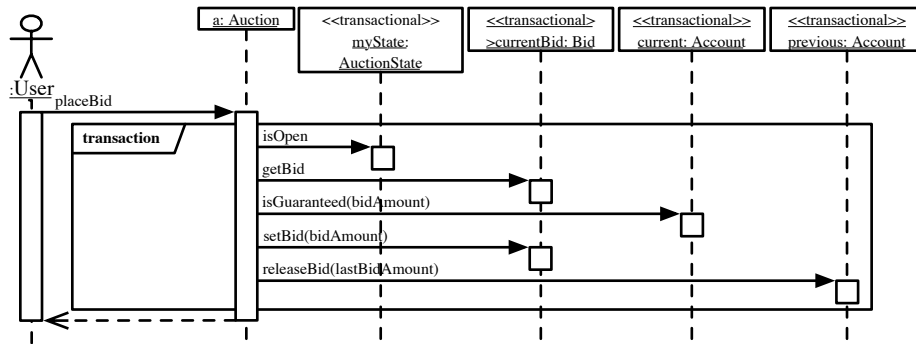 a: Auction
<<transactional>>
myState:
AuctionState
<<transactional>
>currentBid: Bid
<<transactional>>
current: Account
<<transactional>>
previous: Account
:User
placeBid
transaction
isOpen
getBid
isGuaranteed(bidAmount)
setBid(bidAmount)
releaseBid(lastBidAmount)